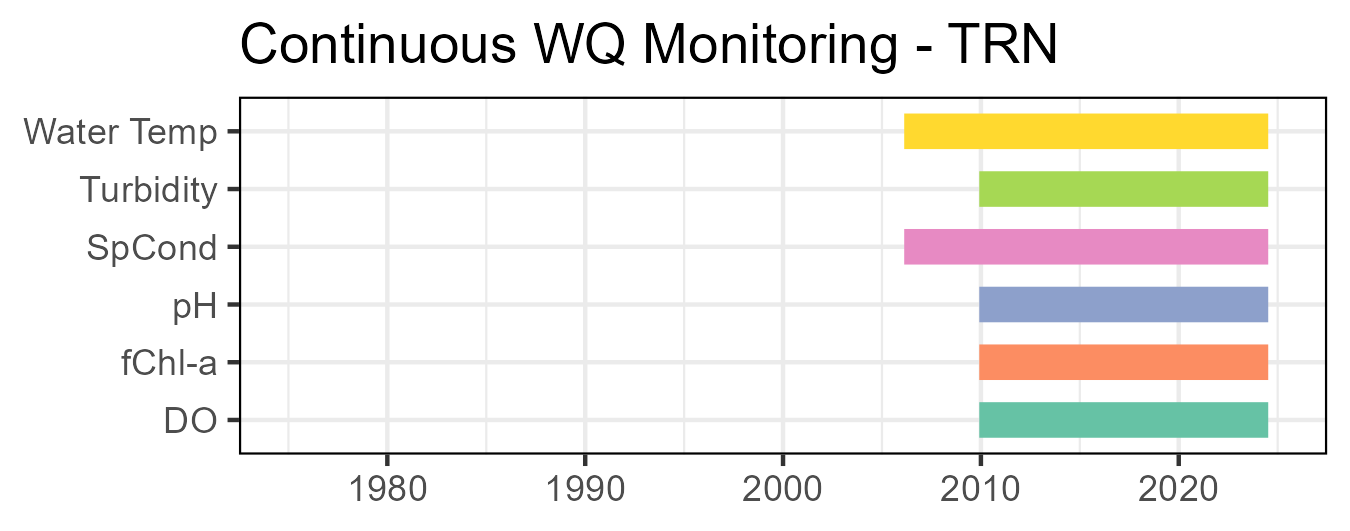 Continuous WQ Monitoring - TRN
Water Temp
Turbidity
SpCond
pH
fChl-a
DO
1980 1990 2000 2010 2020